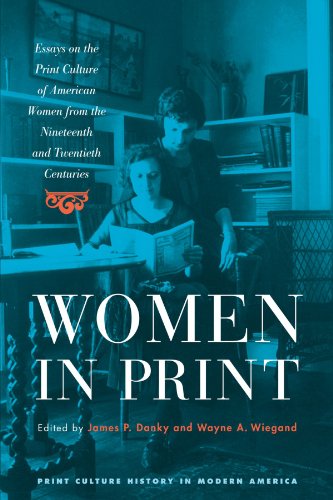 Essays on the
Print Culture
of American
Women from the
Nineteenth
and Twentieth
Centuries
WOMEN
IN PRINT
Edited by James P. Danky and Wayne A. Wiegand
PRINT CULTURE HISTORY IN MODERN AMERICA